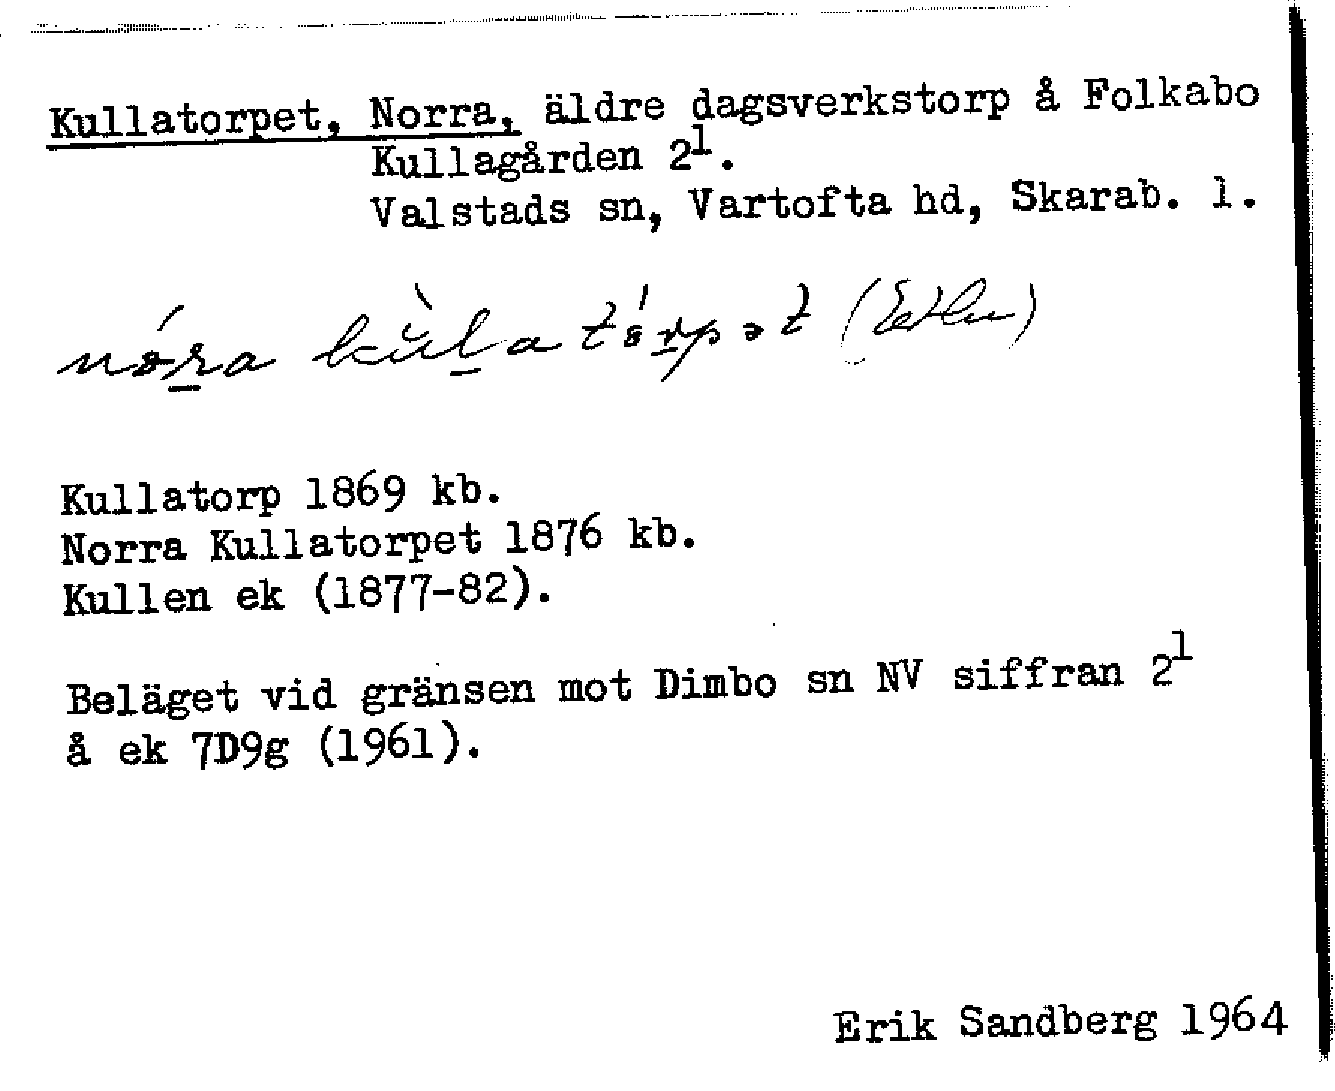 Kullatorpet, Norra, äldre dagsverkstorp å Folkabo
Kullagården 2¹.
Valstads sn, Vartofta hd, Skarab. l.
Kullatorp 1869 kb.
Norra Kullatorpet 1876 kb.
Kullen ek (1877-82).
Beläget vid gränsen mot Dimbo sn NV siffran 2¹
å ek 7D9g (1961).
Erik Sandberg 1964